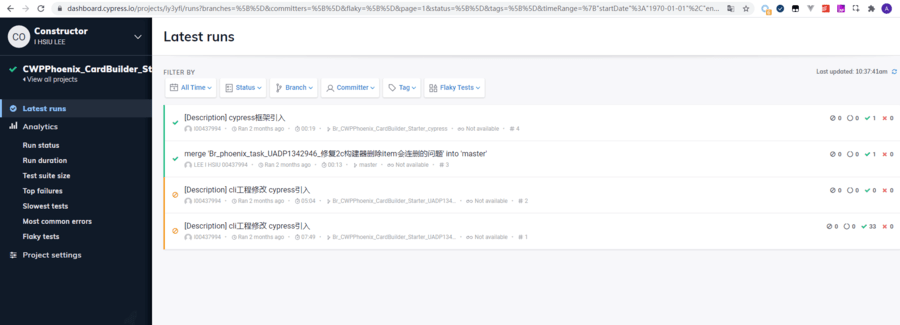 dashboard.cypress.io/projects/ly3yfi/runs?branches=%5B%5D&committers=%5B%5D&flaky=%5B%5D&page=1&status=%5B%5D&tags=%5B%5D&timeRange=%7B"startDate"%3A"1970-01-01"%2C"en...
CO
Constructor
I HSIU LEE
CWPPhoenix_CardBuilder_St
View all projects
Latest runs
Analytics
Run status
Run duration
Test suite size
Top failures
Slowest tests
Most common errors
Flaky tests
Project settings
Latest runs
FILTER BY
Last updated: 10:37:41am
All Time
Status
Branch
Committer
Tag
Flaky Tests
[Description] cypress框架引入
l00437994 • Ran 2 months ago • 00:19 • Br_CWPPhoenix_CardBuilder_Starter_cypress • Not available • # 4
0 0 1 0
merge 'Br_phoenix_task_UADP1342946_修复2c构建器删除item会连删的问题' into 'master'
LEE I HSIU 00437994 • Ran 2 months ago • 00:13 • master • Not available • # 3
0 0 1 0
[Description] cli工程修改 cypress引入
l00437994 • Ran 2 months ago • 05:04 • Br_CWPPhoenix_CardBuilder_Starter_UADP134... • Not available • # 2
0 0 0 0
[Description] cli工程修改 cypress引入
l00437994 • Ran 2 months ago • 07:49 • Br_CWPPhoenix_CardBuilder_Starter_UADP134... • Not available • # 1
0 0 33 0